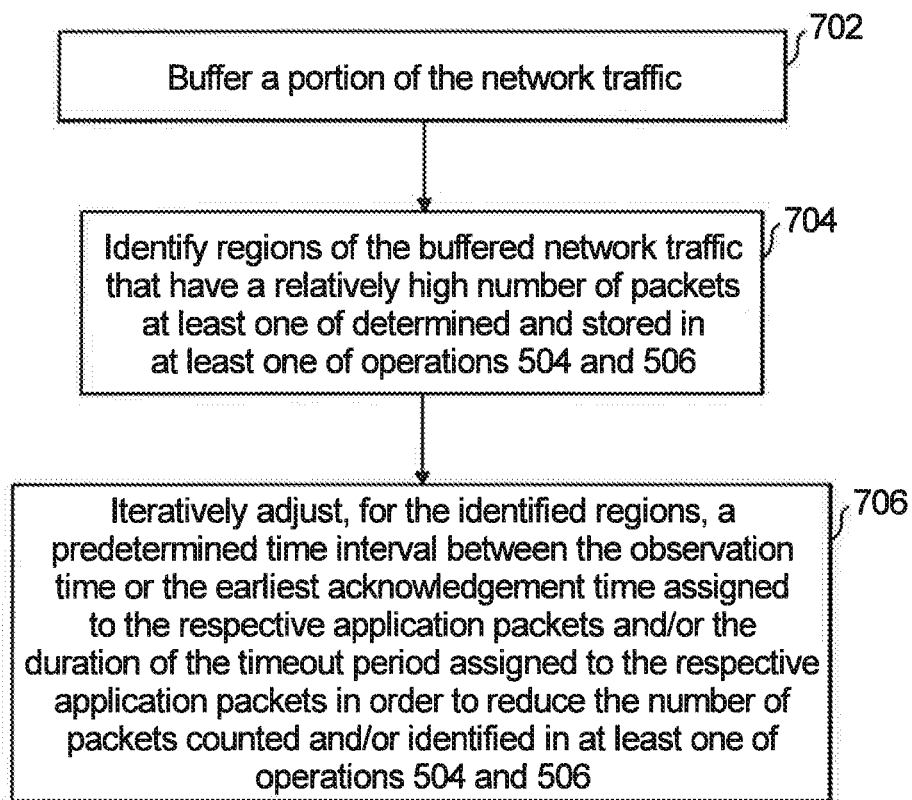 702
Buffer a portion of the network traffic
704
Identify regions of the buffered network traffic
that have a relatively high number of packets
at least one of determined and stored in
at least one of operations 504 and 506
706
Iteratively adjust, for the identified regions, a
predetermined time interval between the observation
time or the earliest acknowledgement time assigned
to the respective application packets and/or the
duration of the timeout period assigned to the respective
application packets in order to reduce the number of
packets counted and/or identified in at least one of
operations 504 and 506